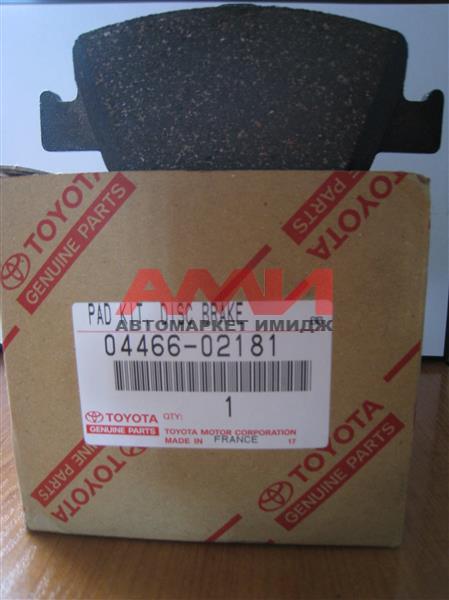 TOYOTA
GENUINE PARTS
TOYOTA
GENUINE PARTS
АМИ
АВТОМАРКЕТ ИМИДЖ
PAD KIT, DISC BRAKE
04466-02181
TOYOTA
GENUINE PARTS
QTY:
1
TOYOTA MOTOR CORPORATION
MADE IN FRANCE 17
TOYOTA
GENUINE PARTS
TOYOTA
GENUINE PARTS